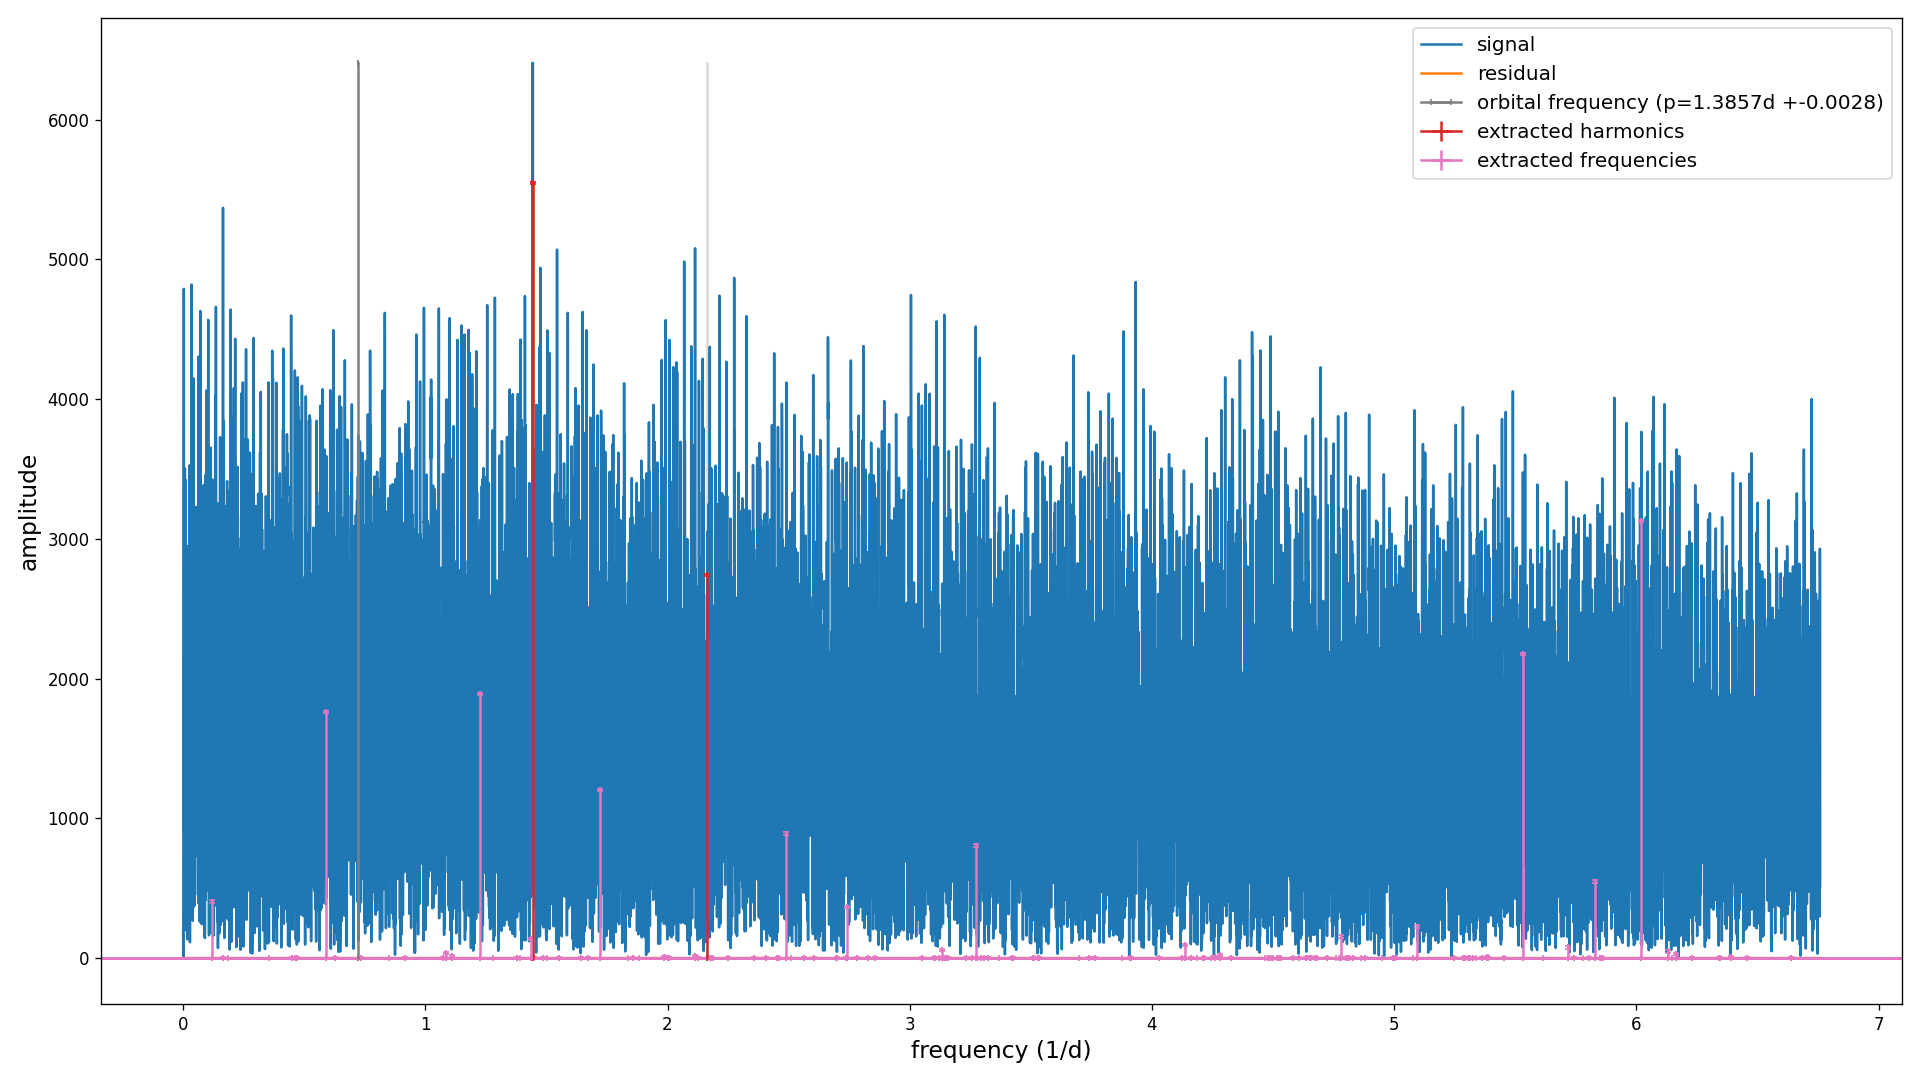 signal
residual
orbital frequency (p=1.3857d +-0.0028)
extracted harmonics
extracted frequencies
6000
5000
4000
3000
2000
1000
0
amplitude
0 1 2 3 4 5 6 7
frequency (1/d)